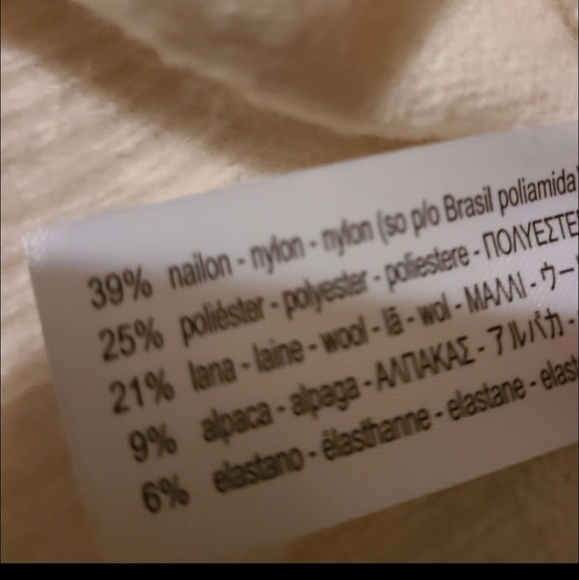 39% nailon - nylon - nylon (so p/o Brasil poliamida)
25% poliéster - polyester - poliestere - ΠΟΛΥΕΣΤΕ
21% lana - laine - wool - lã - wol - ΜΑΛΛΙ - ウー
9% alpaca - alpaga - ΑΛΠΑΚΑΣ - アルパカ -
6% elastano - élasthanne - elastane - elast